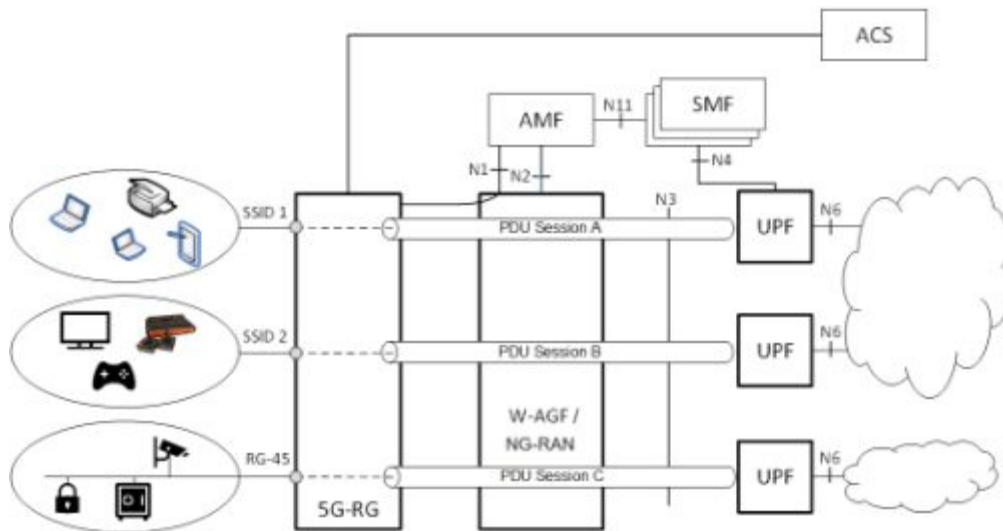 ACS
AMF
N11
SMF
N1
N2
N4
SSID 1
N3
PDU Session A
UPF
N6
SSID 2
PDU Session B
UPF
N6
W-AGF /
NG-RAN
RG-45
PDU Session C
UPF
N6
5G-RG